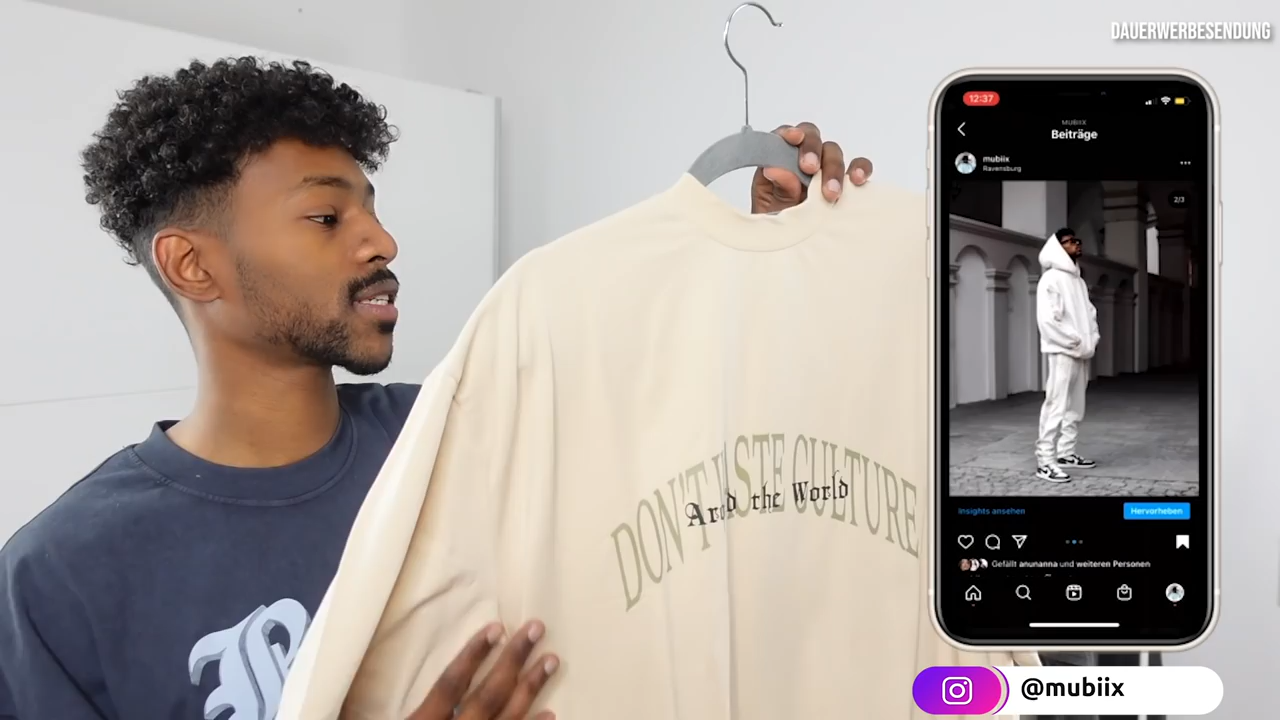 DAUERWERBESENDUNG
12:37
MUBIIX
Beiträge
mubiix
Ravensburg
2/3
DON'T WASTE CULTURE
Around the World
Insights ansehen
Hervorheben
Gefällt anunanna und weiteren Personen
@mubiix